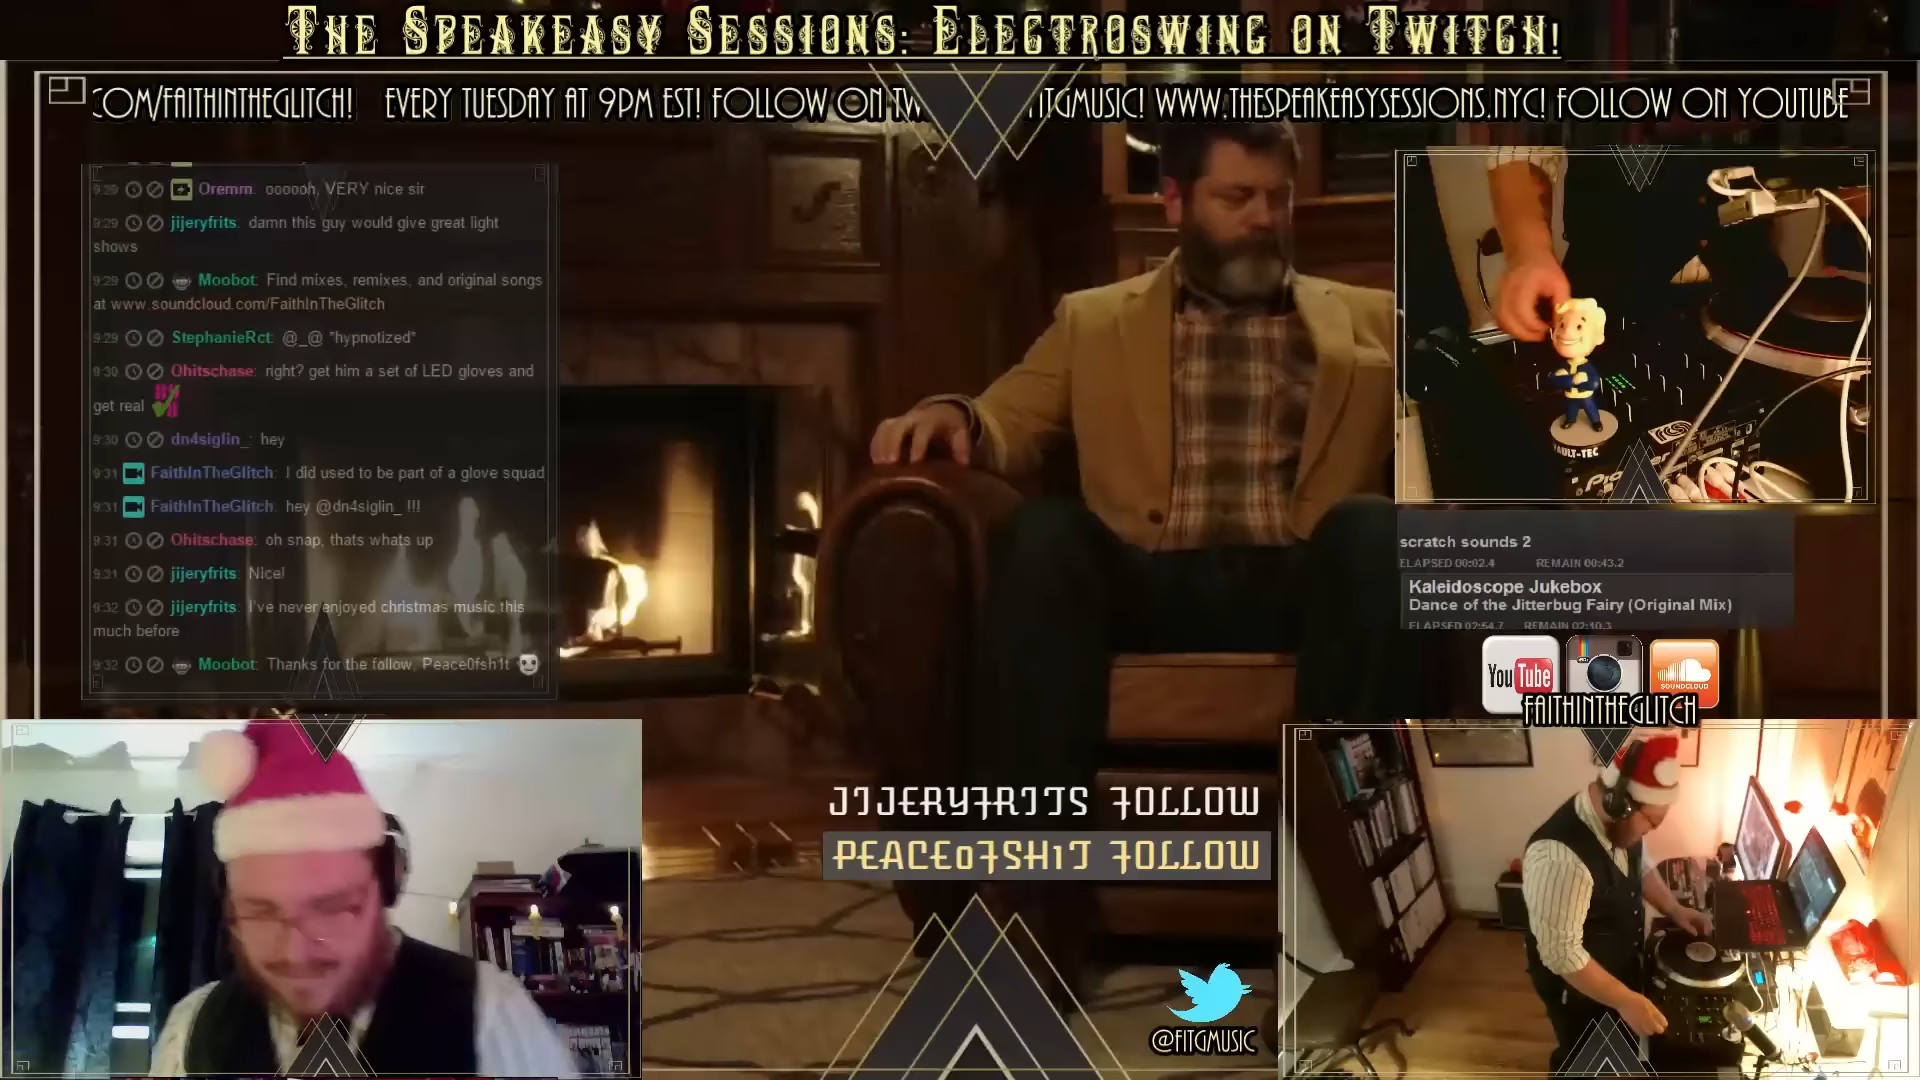 The Speakeasy Sessions: Electroswing on Twitch!
COM/FAITHINTHEGLITCH! EVERY TUESDAY AT 9PM EST! FOLLOW ON TW ITGMUSIC! WWW.THESPEAKEASYSESSIONS.NYC! FOLLOW ON YOUTUBE
9:29 Oremm: oooooh, VERY nice sir
9:29 jijeryfrits: damn this guy would give great light
shows
9:29 Moobot: Find mixes, remixes, and original songs
at www.soundcloud.com/FaithInTheGlitch
9:29 StephanieRct: @_@ *hypnotized*
9:30 Ohitschase: right? get him a set of LED gloves and
get real
9:30 dn4siglin_: hey
9:31 FaithInTheGlitch: I did used to be part of a glove squad
9:31 FaithInTheGlitch: hey @dn4siglin_ !!!
9:31 Ohitschase: oh snap, thats whats up
9:31 jijeryfrits: Nice!
9:32 jijeryfrits: I've never enjoyed christmas music this
much before
9:32 Moobot: Thanks for the follow, Peace0fsh1t
VAULT-TEC
scratch sounds 2
ELAPSED 00:02.4 REMAIN 00:43.2
Kaleidoscope Jukebox
Dance of the Jitterbug Fairy (Original Mix)
ELAPSED 02:54.7 REMAIN 02:10.3
YouTube
SOUNDCLOUD
FAITHINTHEGLITCH
JIJERYFRITS FOLLOW
PEACE0FSH1T FOLLOW
@FITGMUSIC